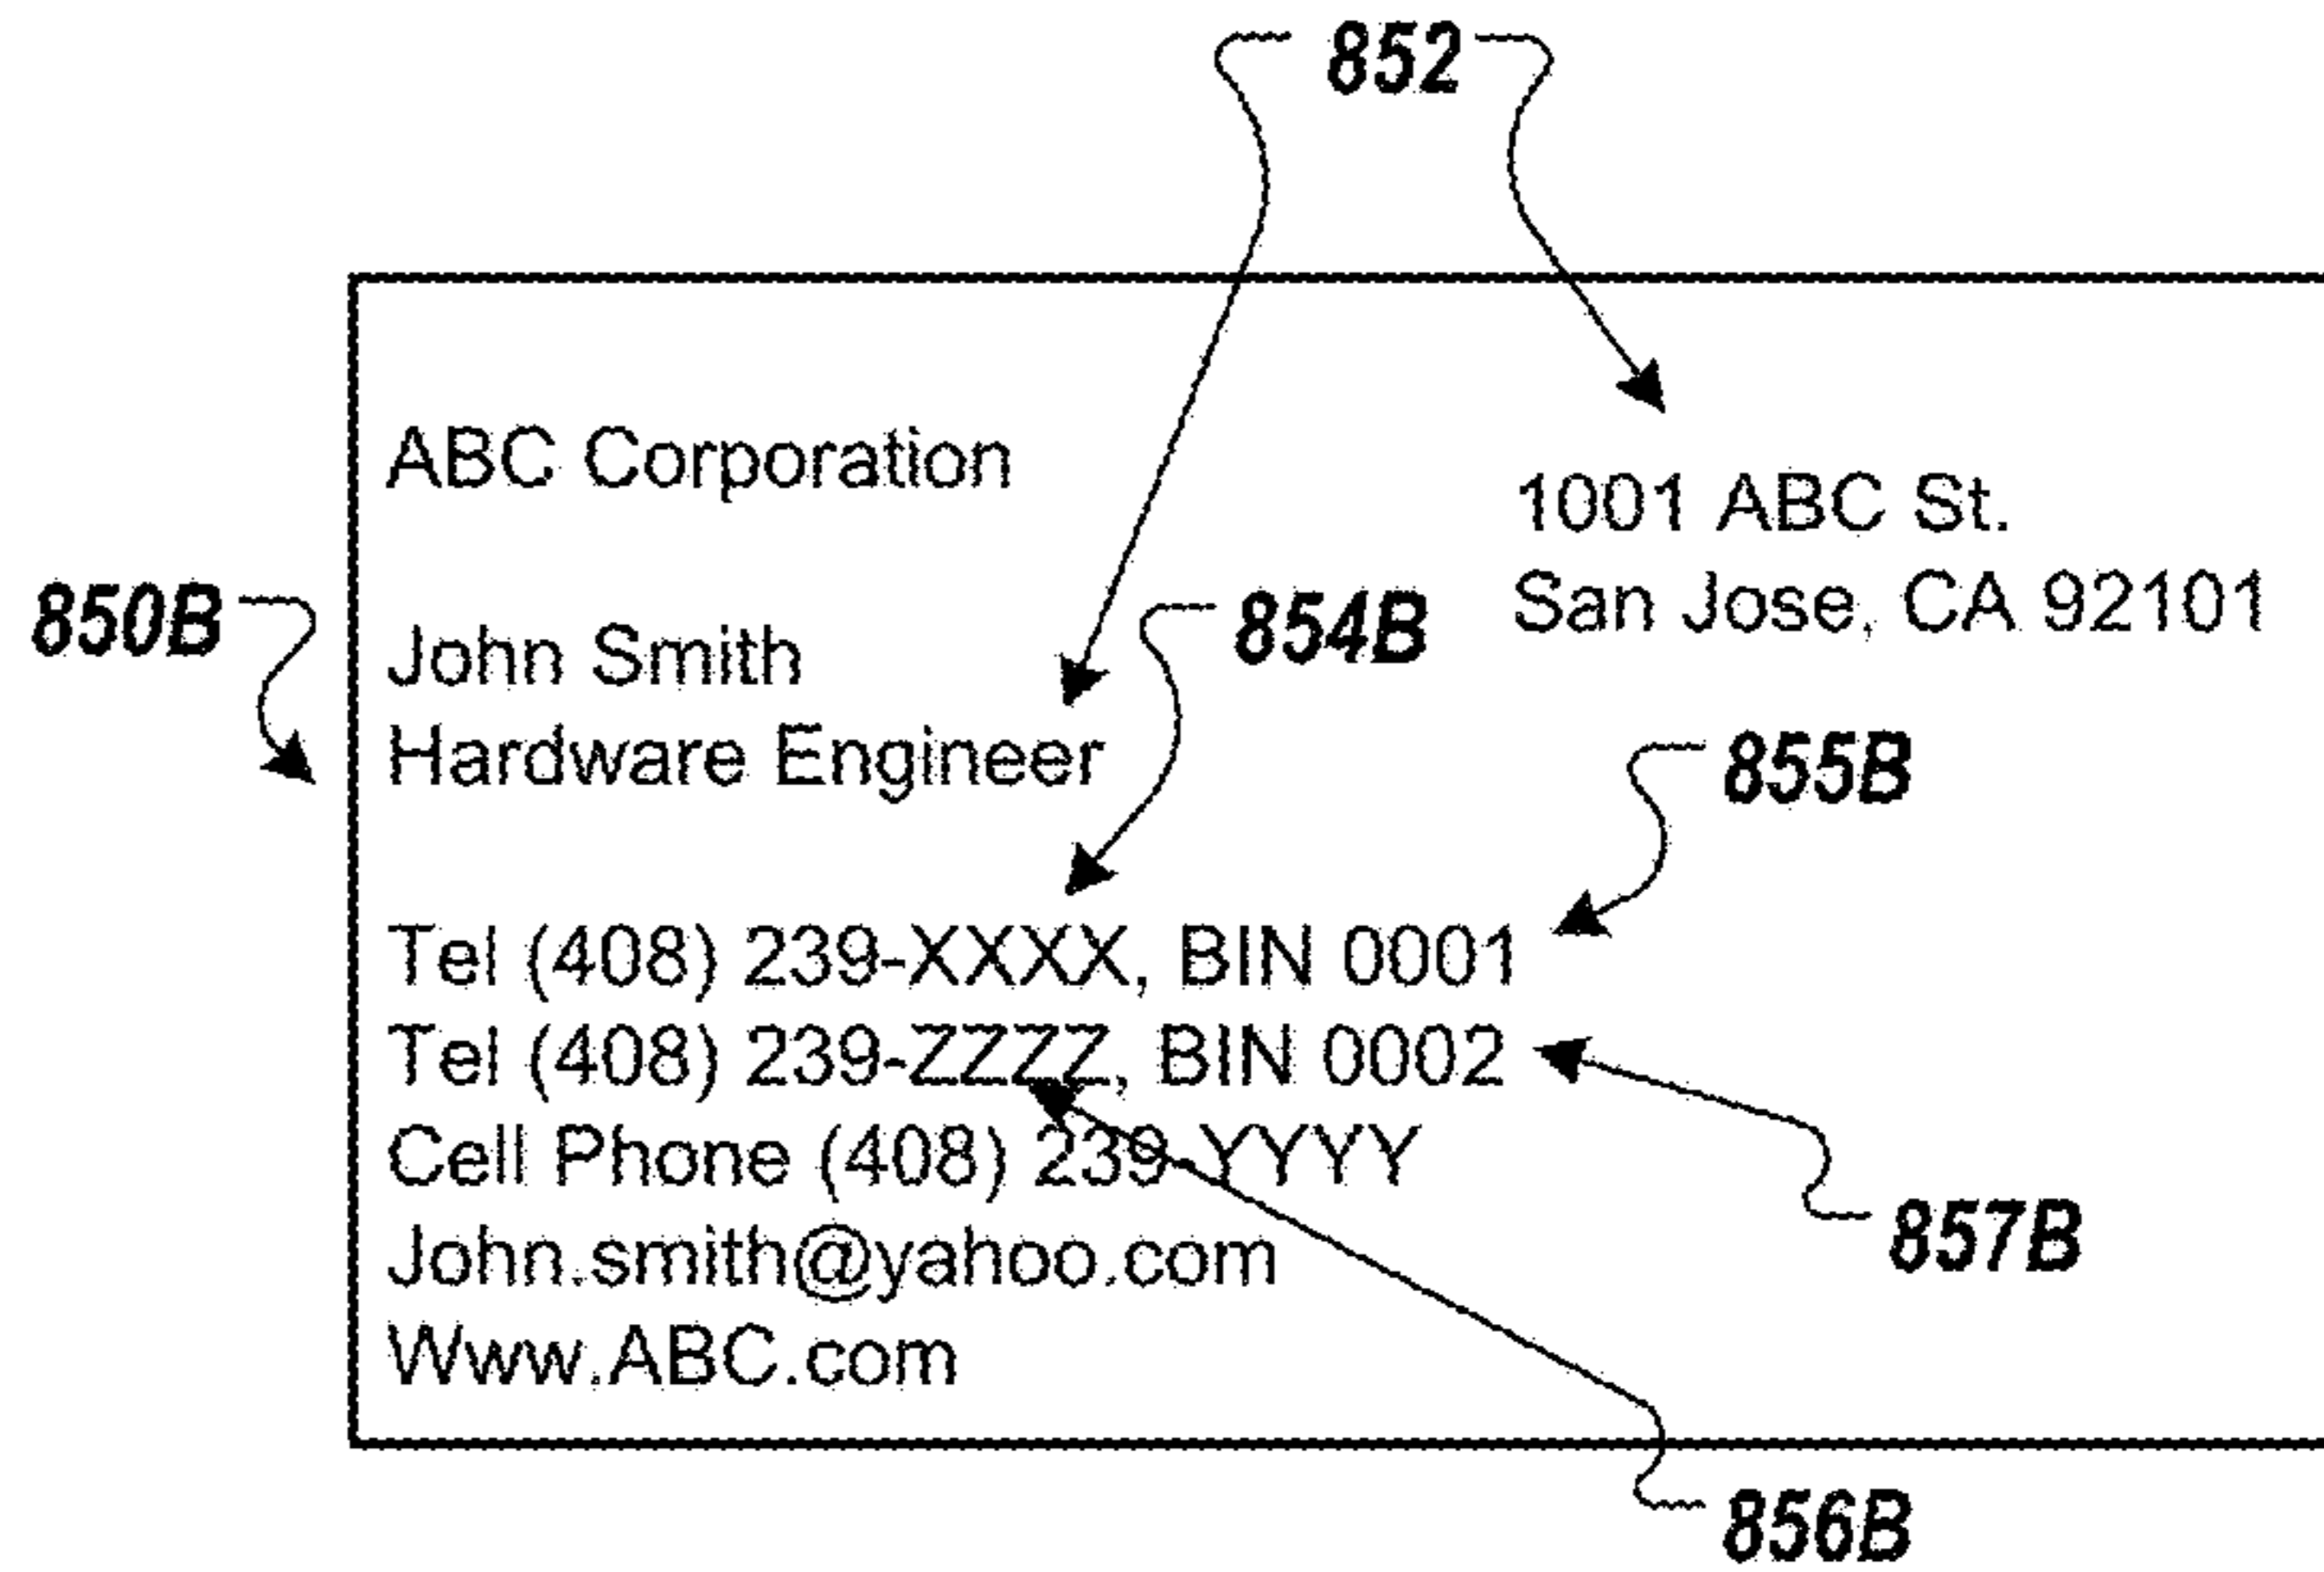 852
ABC Corporation
1001 ABC St.
San Jose, CA 92101
850B
John Smith
854B
Hardware Engineer
855B
Tel (408) 239-XXXX, BIN 0001
Tel (408) 239-ZZZZ, BIN 0002
Cell Phone (408) 239-YYYY
857B
John.smith@yahoo.com
Www.ABC.com
856B